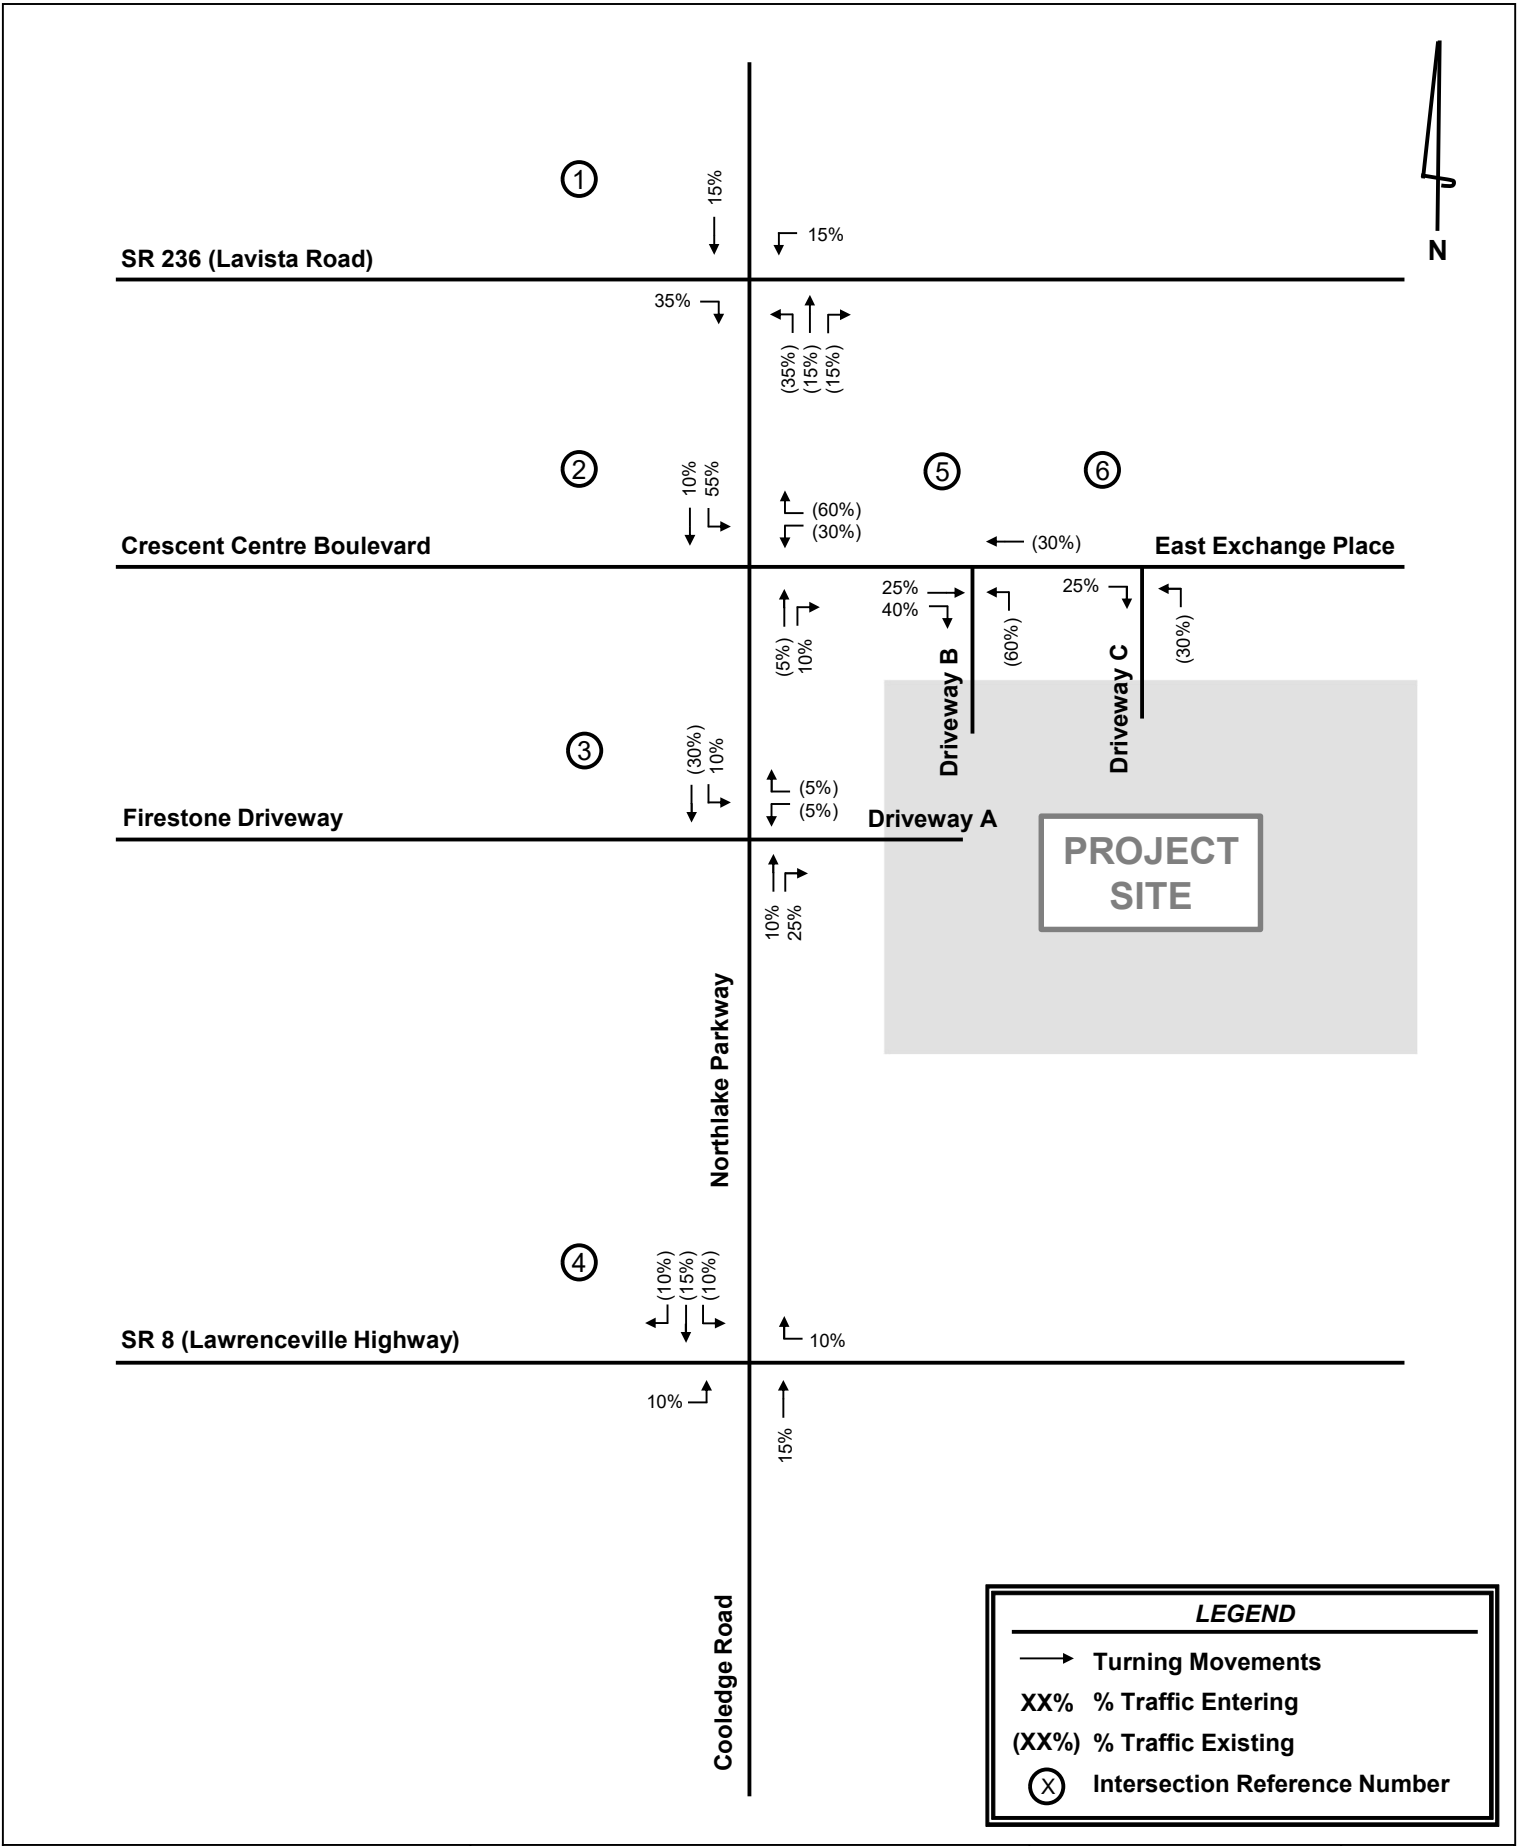 N
1
15%
15%
SR 236 (Lavista Road)
35%
(35%)
(15%)
(15%)
2
10%
55%
(60%)
(30%)
5
6
Crescent Centre Boulevard
(30%)
East Exchange Place
25%
40%
(60%)
25%
(30%)
(5%)
10%
Driveway B
Driveway C
3
(30%)
10%
(5%)
(5%)
Firestone Driveway
Driveway A
PROJECT
SITE
10%
25%
Northlake Parkway
4
(10%)
(15%)
(10%)
SR 8 (Lawrenceville Highway)
10%
10%
15%
Cooledge Road
LEGEND
Turning Movements
XX% % Traffic Entering
(XX%) % Traffic Existing
X Intersection Reference Number